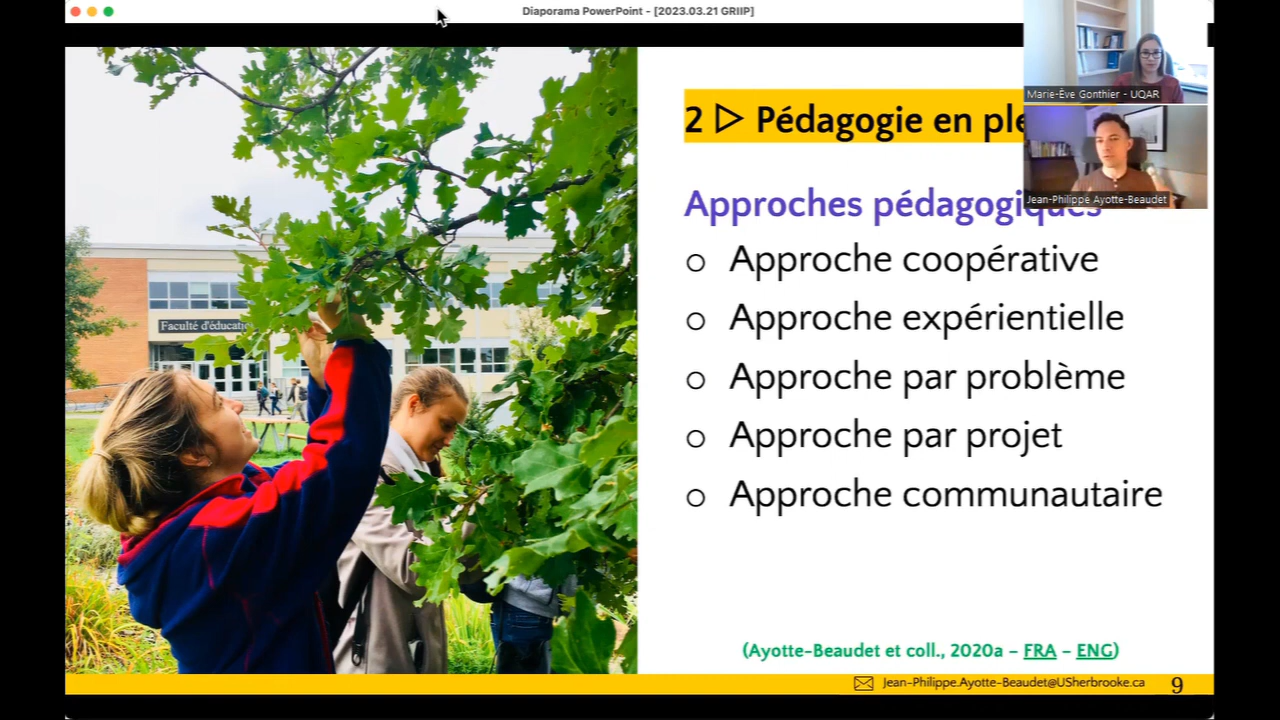 Diaporama PowerPoint - [2023.03.21 GRIIP]
Marie-Ève Gonthier - UQAR
2 ▷ Pédagogie en
Jean-Philippe Ayotte-Beaudet
Approches pédagogiques
○ Approche coopérative
○ Approche expérientielle
Faculté
○ Approche par problème
○ Approche par projet
○ Approche communautaire
(Ayotte-Beaudet et coll., 2020a – FRA – ENG)
Jean-Philippe.Ayotte-Beaudet@USherbrooke.ca 9